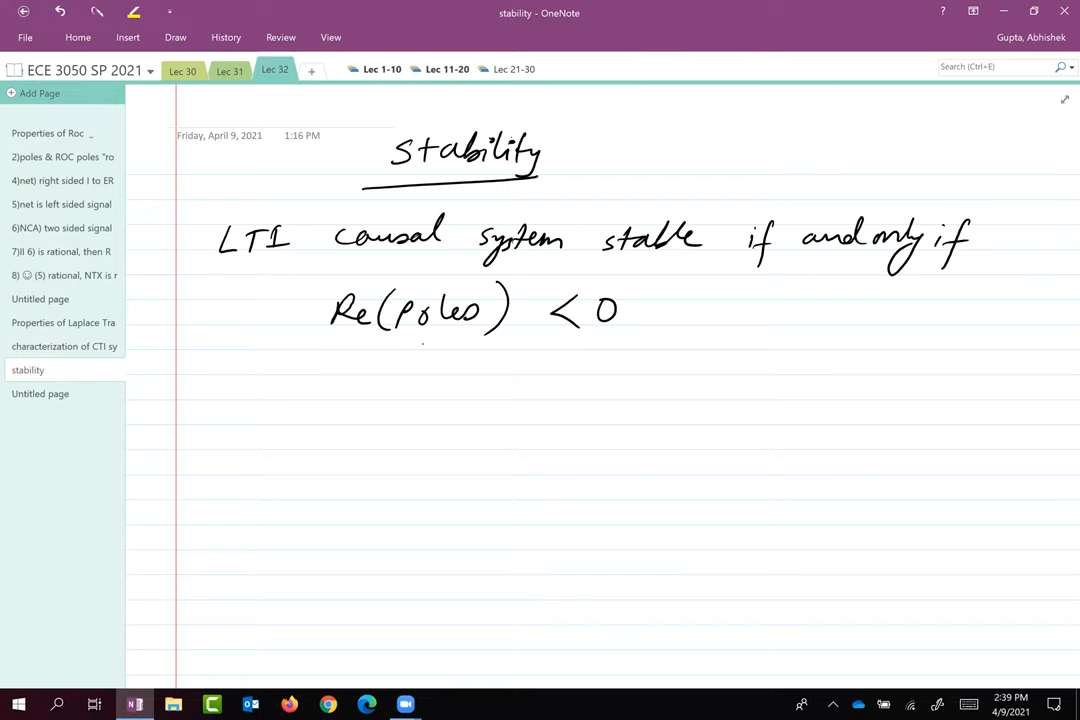 stability - OneNote
?
File
Home
Insert
Draw
History
Review
View
Gupta, Abhishek
ECE 3050 SP 2021
Lec 30
Lec 31
Lec 32
+
Lec 1-10
Lec 11-20
Lec 21-30
Search (Ctrl+E)
Add Page
Properties of Roc _
2)poles & ROC poles "ro
4)net) right sided I to ER
5)net is left sided signal
6)NCA) two sided signal
7)II 6) is rational, then R
8) ☺ (5) rational, NTX is r
Untitled page
Properties of Laplace Tra
characterization of CTI sy
stability
Untitled page
Friday, April 9, 2021 1:16 PM
Stability
LTI causal system stable if and only if
Re(Poles) < 0
2:39 PM
4/9/2021